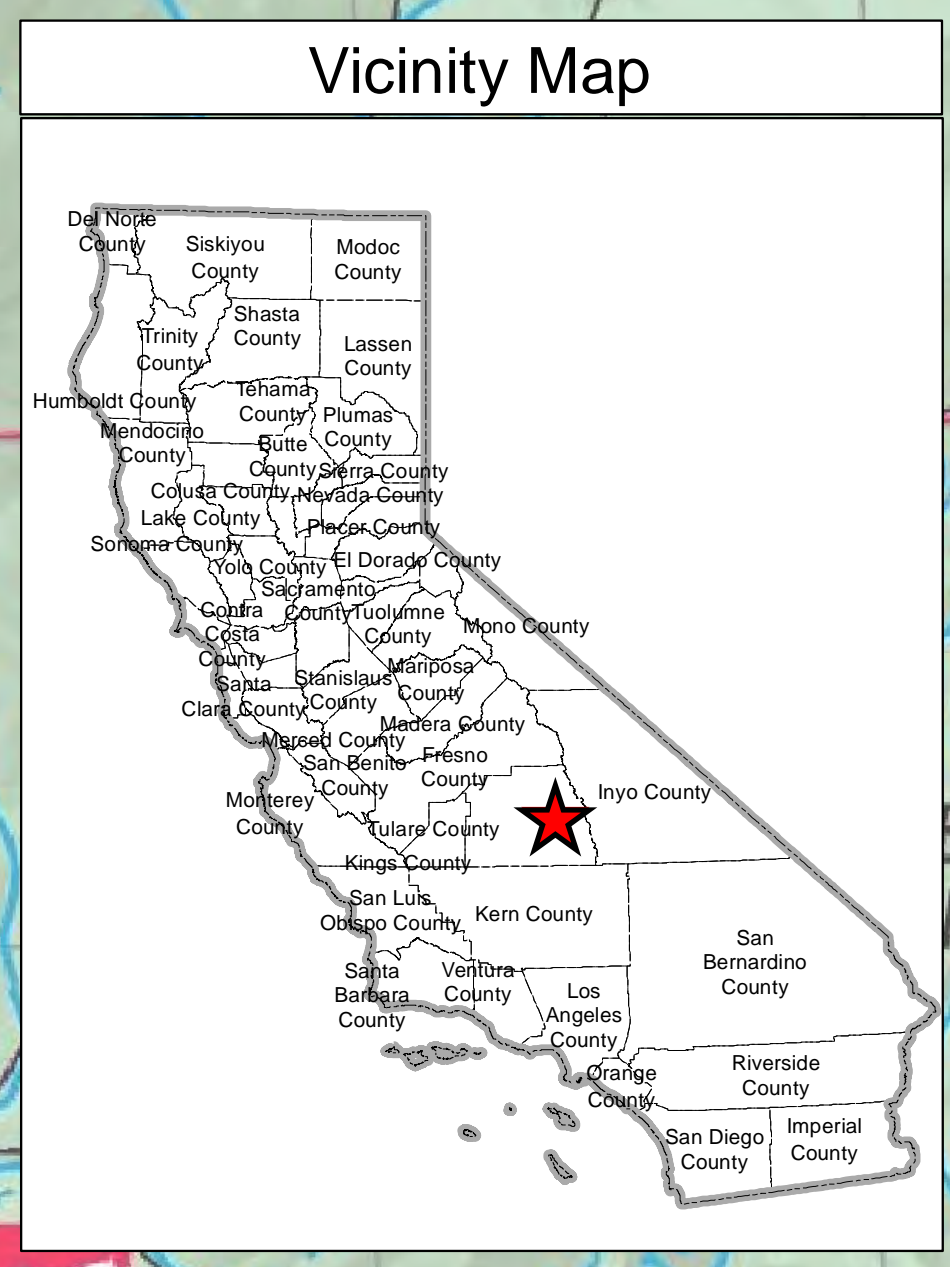 Vicinity Map
Del Norte
County
Siskiyou
County
Modoc
County
Shasta
County
Trinity
County
Lassen
County
Humboldt County
Tehama
County
Plumas
County
Mendocino
County
Butte
County
Sierra County
Colusa County
Nevada County
Lake County
Placer County
Sonoma County
Yolo County
El Dorado County
Sacramento
County
Contra
Costa
County
Tuolumne
County
Mono County
Mariposa
County
Santa
Clara County
Stanislaus
County
Madera County
Merced County
Fresno
County
San Benito
County
Inyo County
Monterey
County
Tulare County
Kings County
San Luis
Obispo County
Kern County
San
Bernardino
County
Santa
Barbara
County
Ventura
County
Los
Angeles
County
Orange
County
Riverside
County
San Diego
County
Imperial
County